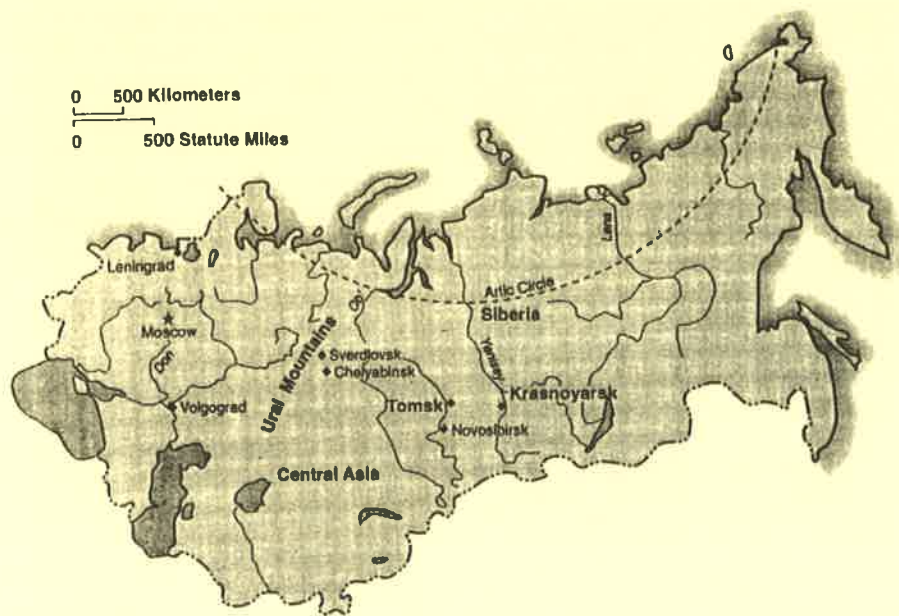 0 500 Kilometers
0 500 Statute Miles
Leningrad
Lena
Artic Circle
Siberia
Ob
Moscow
Don
Ural Mountains
Yenisey
Sverdlovsk
Chelyabinsk
Krasnoyarsk
Tomsk
Volgograd
Novosibirsk
Central Asia